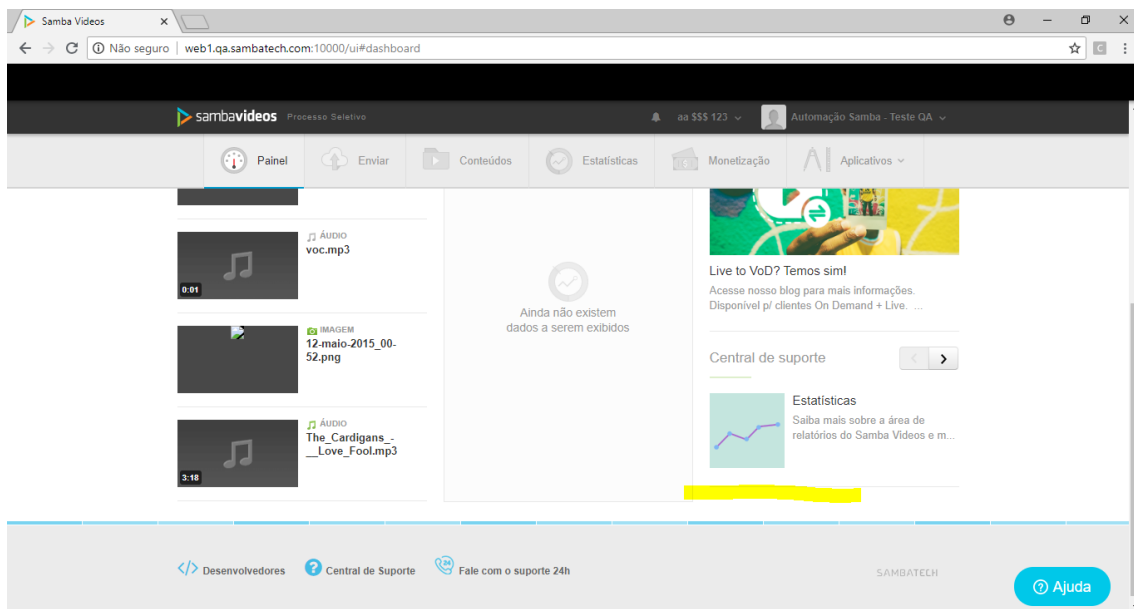 Samba Videos
Não seguro | web1.qa.sambatech.com:10000/ui#dashboard
sambavideos Processo Seletivo
aa $$$ 123
Automação Samba - Teste QA
Painel
Enviar
Conteúdos
Estatísticas
Monetização
Aplicativos
ÁUDIO
voc.mp3
0:01
IMAGEM
12-maio-2015_00-
52.png
ÁUDIO
The_Cardigans_-
__Love_Fool.mp3
3:18
Ainda não existem
dados a serem exibidos
Live to VoD? Temos sim!
Acesse nosso blog para mais informações.
Disponível p/ clientes On Demand + Live. ...
Central de suporte
Estatísticas
Saiba mais sobre a área de
relatórios do Samba Videos e m...
</> Desenvolvedores
? Central de Suporte
24 Fale com o suporte 24h
SAMBATECH
? Ajuda